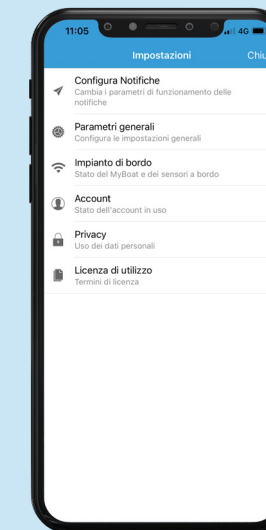 11:05
4G
Impostazioni
Chiu
Configura Notifiche
Cambia i parametri di funzionamento delle
notifiche
Parametri generali
Configura le impostazioni generali
Impianto di bordo
Stato del MyBoat e dei sensori a bordo
Account
Stato dell'account in uso
Privacy
Uso dei dati personali
Licenza di utilizzo
Termini di licenza